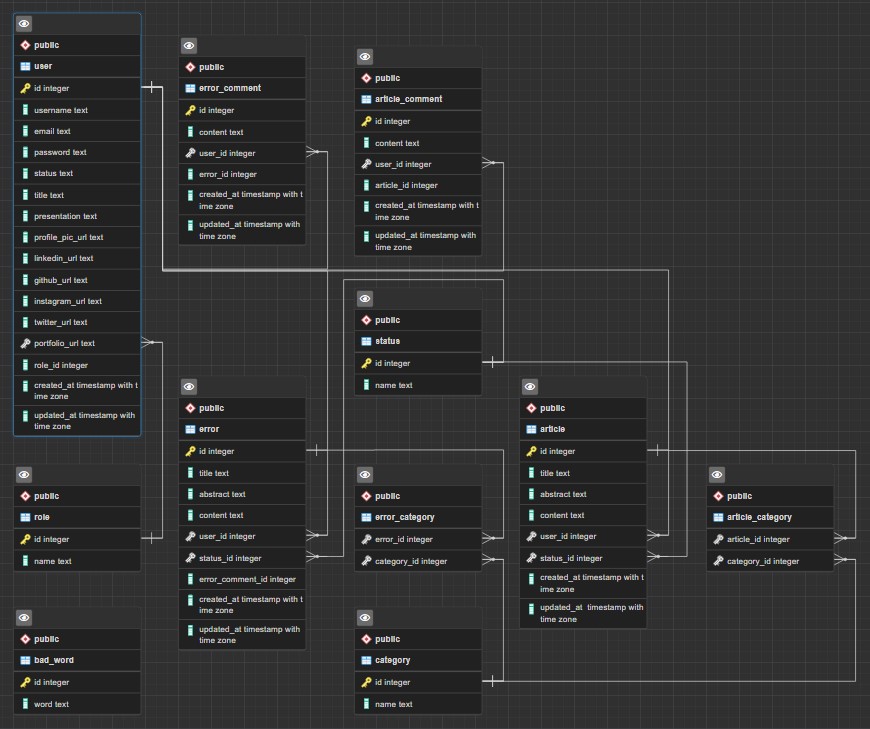 public
user
id integer
username text
email text
password text
status text
title text
presentation text
profile_pic_url text
linkedin_url text
github_url text
instagram_url text
twitter_url text
portfolio_url text
role_id integer
created_at timestamp with t
ime zone
updated_at timestamp with
time zone
public
error_comment
id integer
content text
user_id integer
error_id integer
created_at timestamp with t
ime zone
updated_at timestamp with
time zone
public
article_comment
id integer
content text
user_id integer
article_id integer
created_at timestamp with t
ime zone
updated_at timestamp with
time zone
public
status
id integer
name text
public
error
id integer
title text
abstract text
content text
user_id integer
status_id integer
error_comment_id integer
created_at timestamp with t
ime zone
updated_at timestamp with
time zone
public
article
id integer
title text
abstract text
content text
user_id integer
status_id integer
created_at timestamp with t
ime zone
updated_at timestamp with
time zone
public
role
id integer
name text
public
error_category
error_id integer
category_id integer
public
article_category
article_id integer
category_id integer
public
bad_word
id integer
word text
public
category
id integer
name text